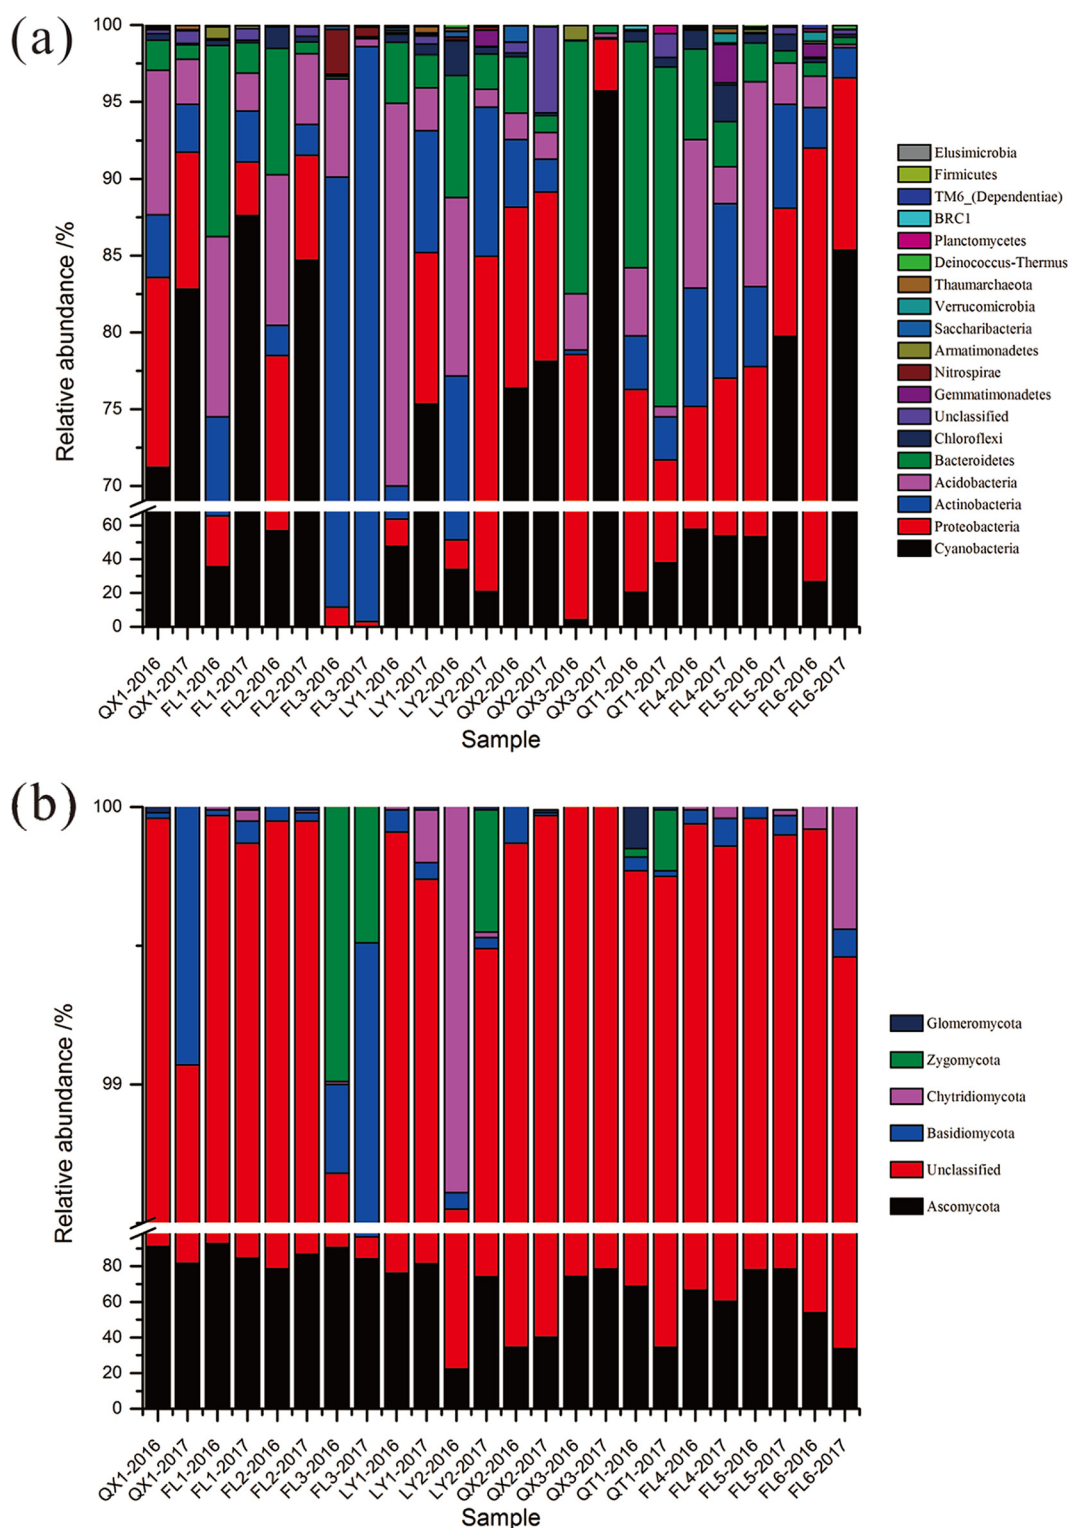 (a)
Relative abundance /%
100
95
90
85
80
75
70
60
40
20
0
QX1-2016
QX1-2017
FL1-2016
FL1-2017
FL2-2016
FL2-2017
FL3-2016
FL3-2017
LY1-2016
LY1-2017
LY2-2016
LY2-2017
QX2-2016
QX2-2017
QX3-2016
QX3-2017
QT1-2016
QT1-2017
FL4-2016
FL4-2017
FL5-2016
FL5-2017
FL6-2016
FL6-2017
Sample
Elusimicrobia
Firmicutes
TM6_(Dependentiae)
BRC1
Planctomycetes
Deinococcus-Thermus
Thaumarchaeota
Verrucomicrobia
Saccharibacteria
Armatimonadetes
Nitrospirae
Gemmatimonadetes
Unclassified
Chloroflexi
Bacteroidetes
Acidobacteria
Actinobacteria
Proteobacteria
Cyanobacteria
(b)
Relative abundance /%
100
99
80
60
40
20
0
QX1-2016
QX1-2017
FL1-2016
FL1-2017
FL2-2016
FL2-2017
FL3-2016
FL3-2017
LY1-2016
LY1-2017
LY2-2016
LY2-2017
QX2-2016
QX2-2017
QX3-2016
QX3-2017
QT1-2016
QT1-2017
FL4-2016
FL4-2017
FL5-2016
FL5-2017
FL6-2016
FL6-2017
Sample
Glomeromycota
Zygomycota
Chytridiomycota
Basidiomycota
Unclassified
Ascomycota